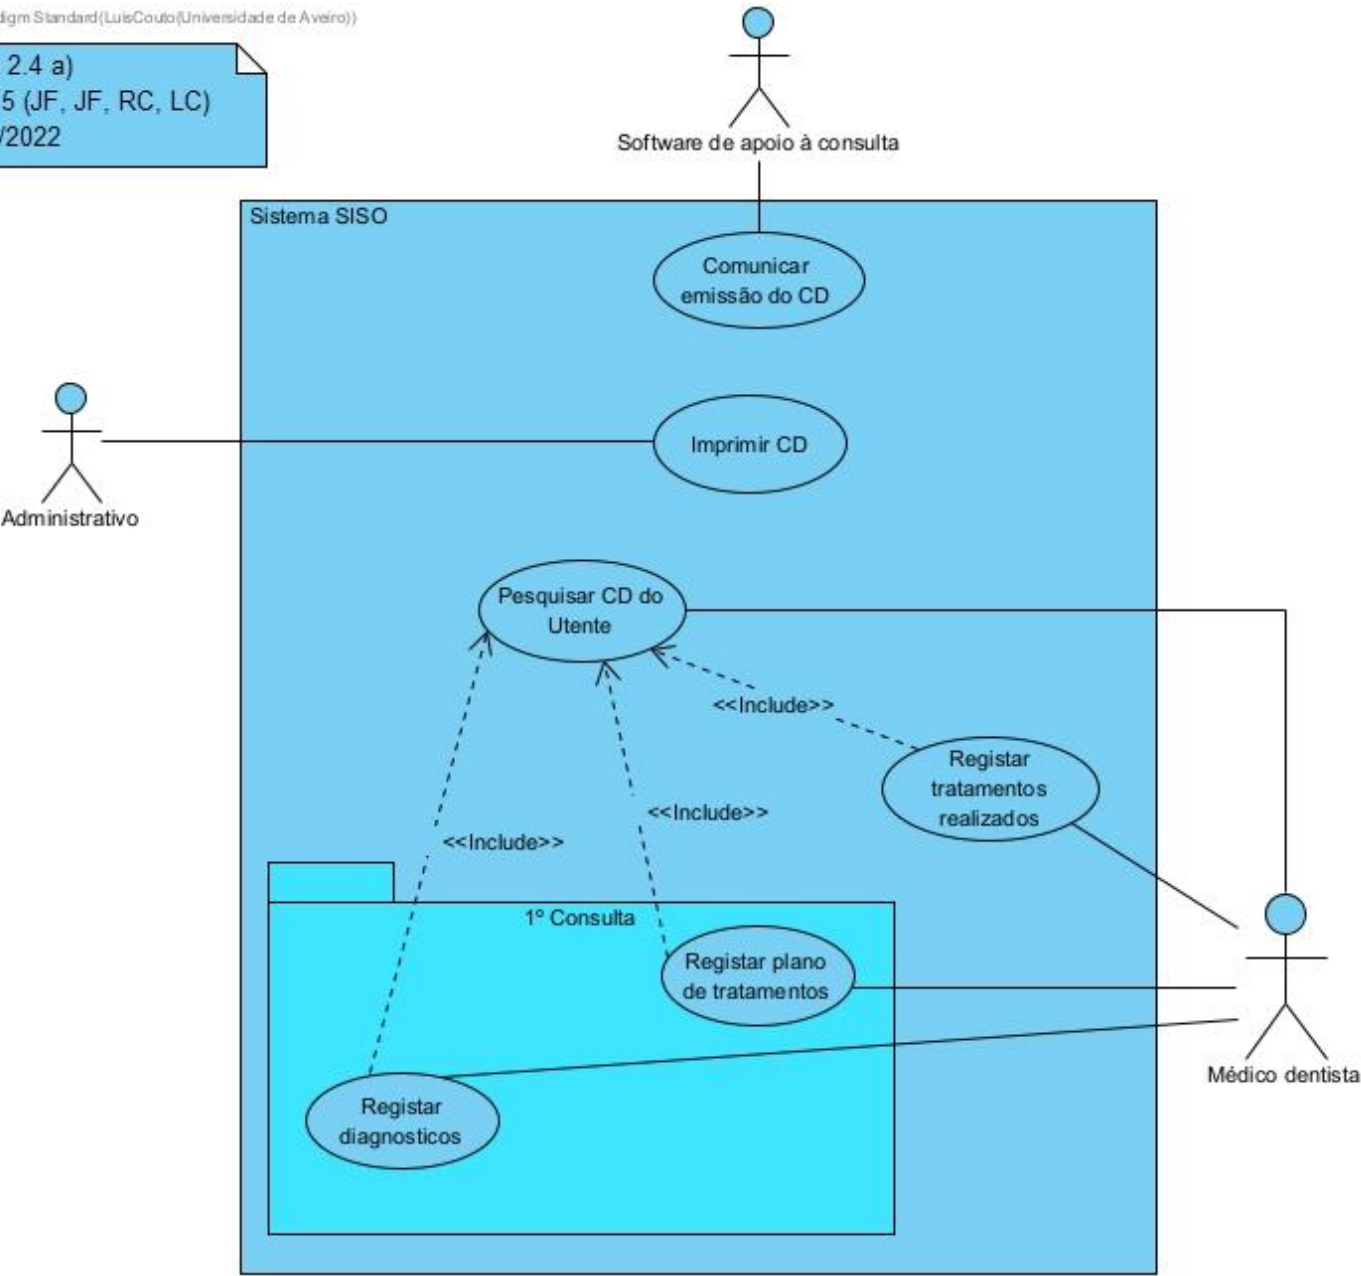 digm Standard(LuisCouto(Universidade de Aveiro))
2.4 a)
5 (JF, JF, RC, LC)
/2022
Software de apoio à consulta
Sistema SISO
Comunicar
emissão do CD
Imprimir CD
Administrativo
Pesquisar CD do
Utente
<<Include>>
Registar
tratamentos
realizados
<<Include>>
<<Include>>
1º Consulta
Registar plano
de tratamentos
Médico dentista
Registar
diagnosticos